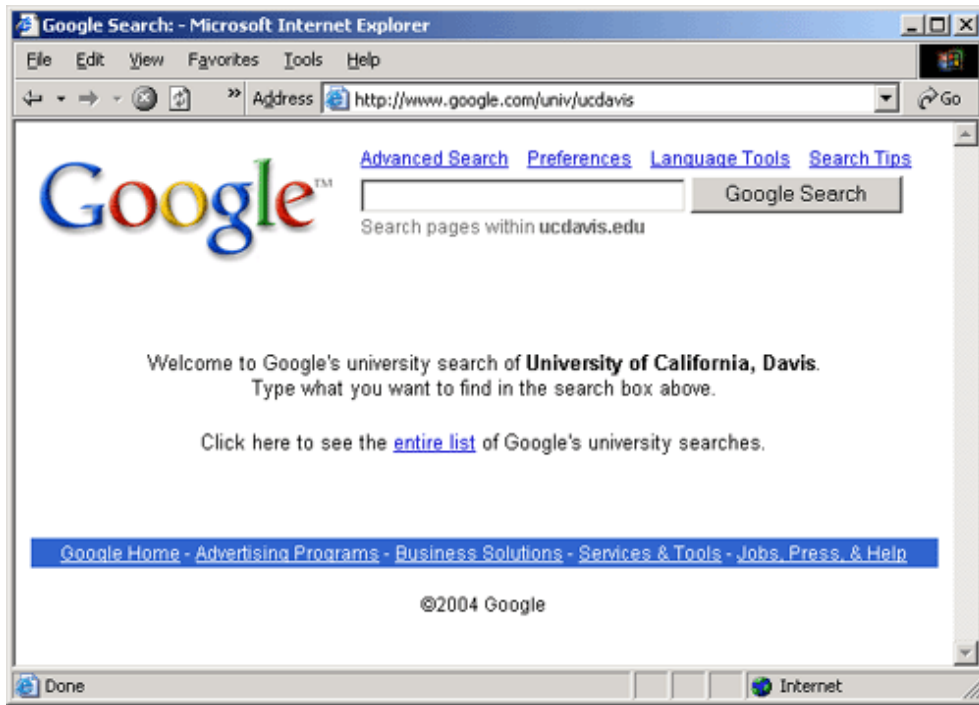 Google Search: - Microsoft Internet Explorer
File Edit View Favorites Tools Help
» Address http://www.google.com/univ/ucdavis Go
Google™
Advanced Search Preferences Language Tools Search Tips
Google Search
Search pages within ucdavis.edu
Welcome to Google's university search of University of California, Davis.
Type what you want to find in the search box above.
Click here to see the entire list of Google's university searches.
Google Home - Advertising Programs - Business Solutions - Services & Tools - Jobs, Press, & Help
©2004 Google
Done Internet